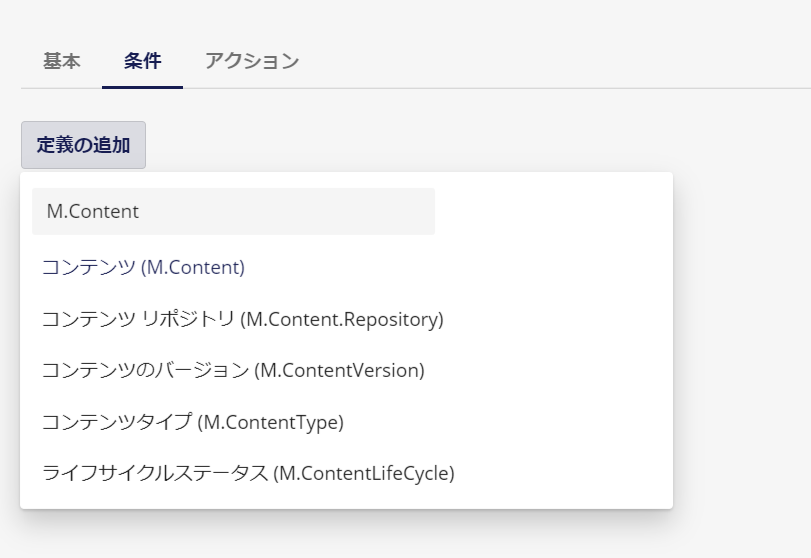 基本 条件 アクション
定義の追加
M.Content
コンテンツ (M.Content)
コンテンツ リポジトリ (M.Content.Repository)
コンテンツのバージョン (M.ContentVersion)
コンテンツタイプ (M.ContentType)
ライフサイクルステータス (M.ContentLifeCycle)